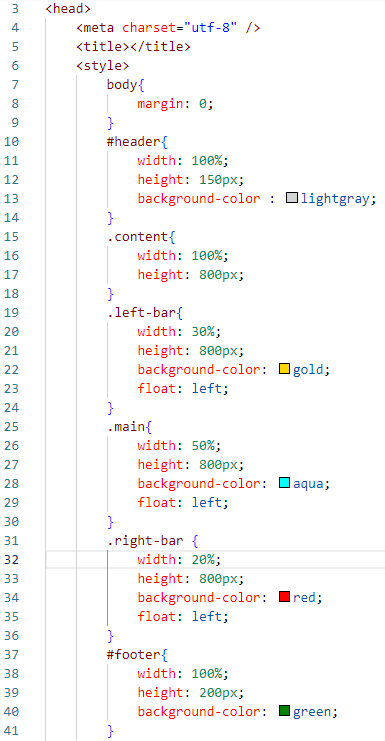 3 <head>
4 <meta charset="utf-8" />
5 <title></title>
6 <style>
7 body{
8 margin: 0;
9 }
10 #header{
11 width: 100%;
12 height: 150px;
13 background-color : lightgray;
14 }
15 .content{
16 width: 100%;
17 height: 800px;
18 }
19 .left-bar{
20 width: 30%;
21 height: 800px;
22 background-color: gold;
23 float: left;
24 }
25 .main{
26 width: 50%;
27 height: 800px;
28 background-color: aqua;
29 float: left;
30 }
31 .right-bar {
32 width: 20%;
33 height: 800px;
34 background-color: red;
35 float: left;
36 }
37 #footer{
38 width: 100%;
39 height: 200px;
40 background-color: green;
41 }